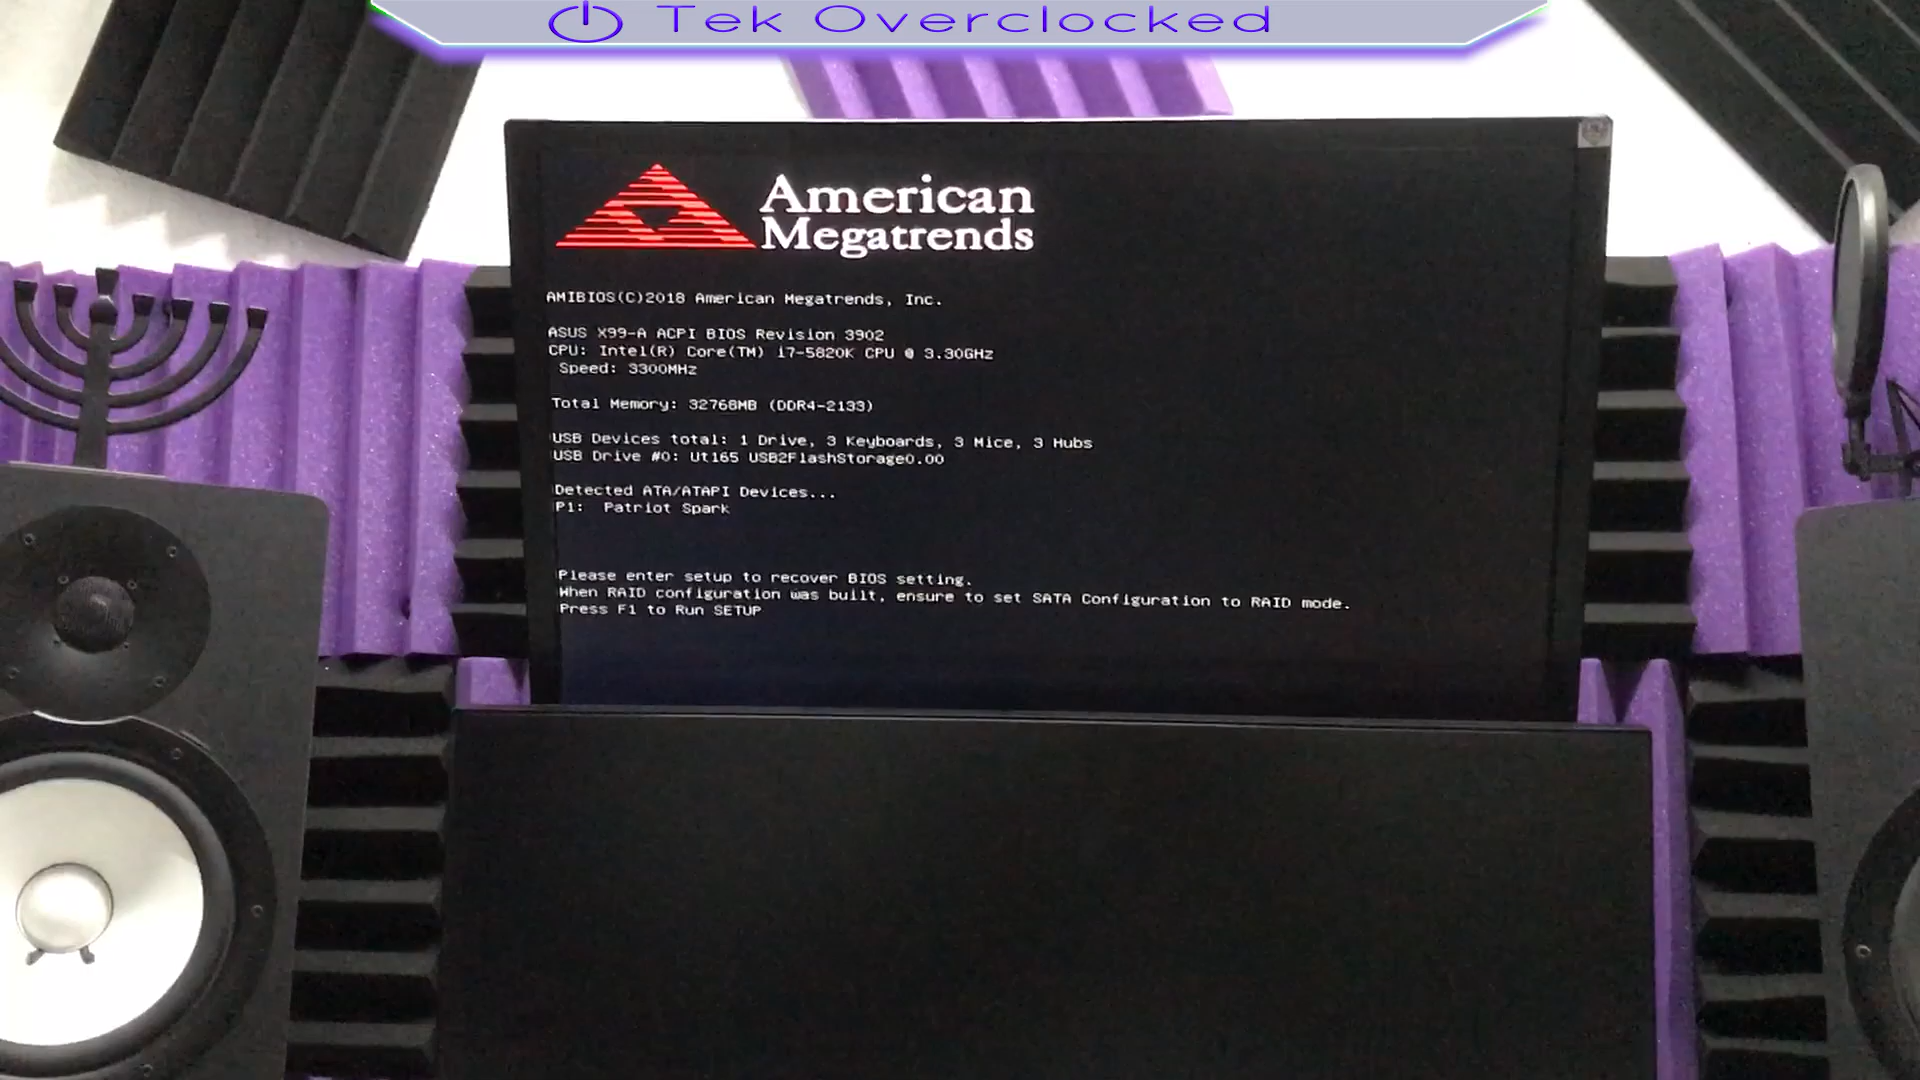 Tek Overclocked
American
Megatrends
AMIBIOS(C)2018 American Megatrends, Inc.
ASUS X99-A ACPI BIOS Revision 3902
CPU: Intel(R) Core(TM) i7-5820K CPU @ 3.30GHz
Speed: 3300MHz
Total Memory: 32768MB (DDR4-2133)
USB Devices total: 1 Drive, 3 Keyboards, 3 Mice, 3 Hubs
USB Drive #0: Ut165 USB2FlashStorage0.00
Detected ATA/ATAPI Devices...
P1: Patriot Spark
Please enter setup to recover BIOS setting.
When RAID configuration was built, ensure to set SATA Configuration to RAID mode.
Press F1 to Run SETUP